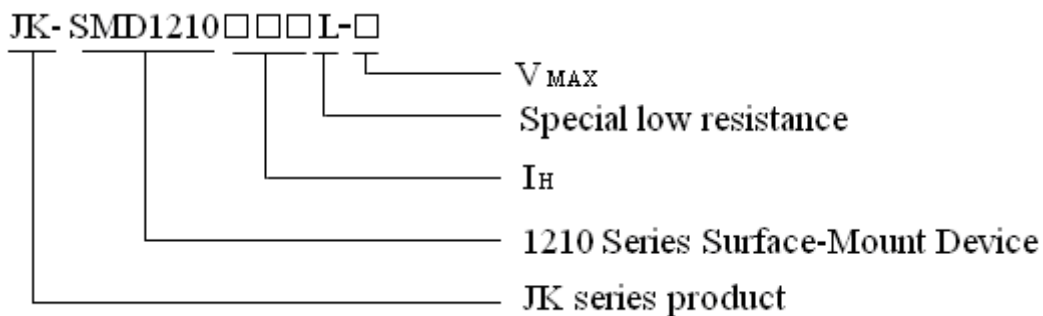 JK-SMD1210□□□L-□
VMAX
Special low resistance
IH
1210 Series Surface-Mount Device
JK series product